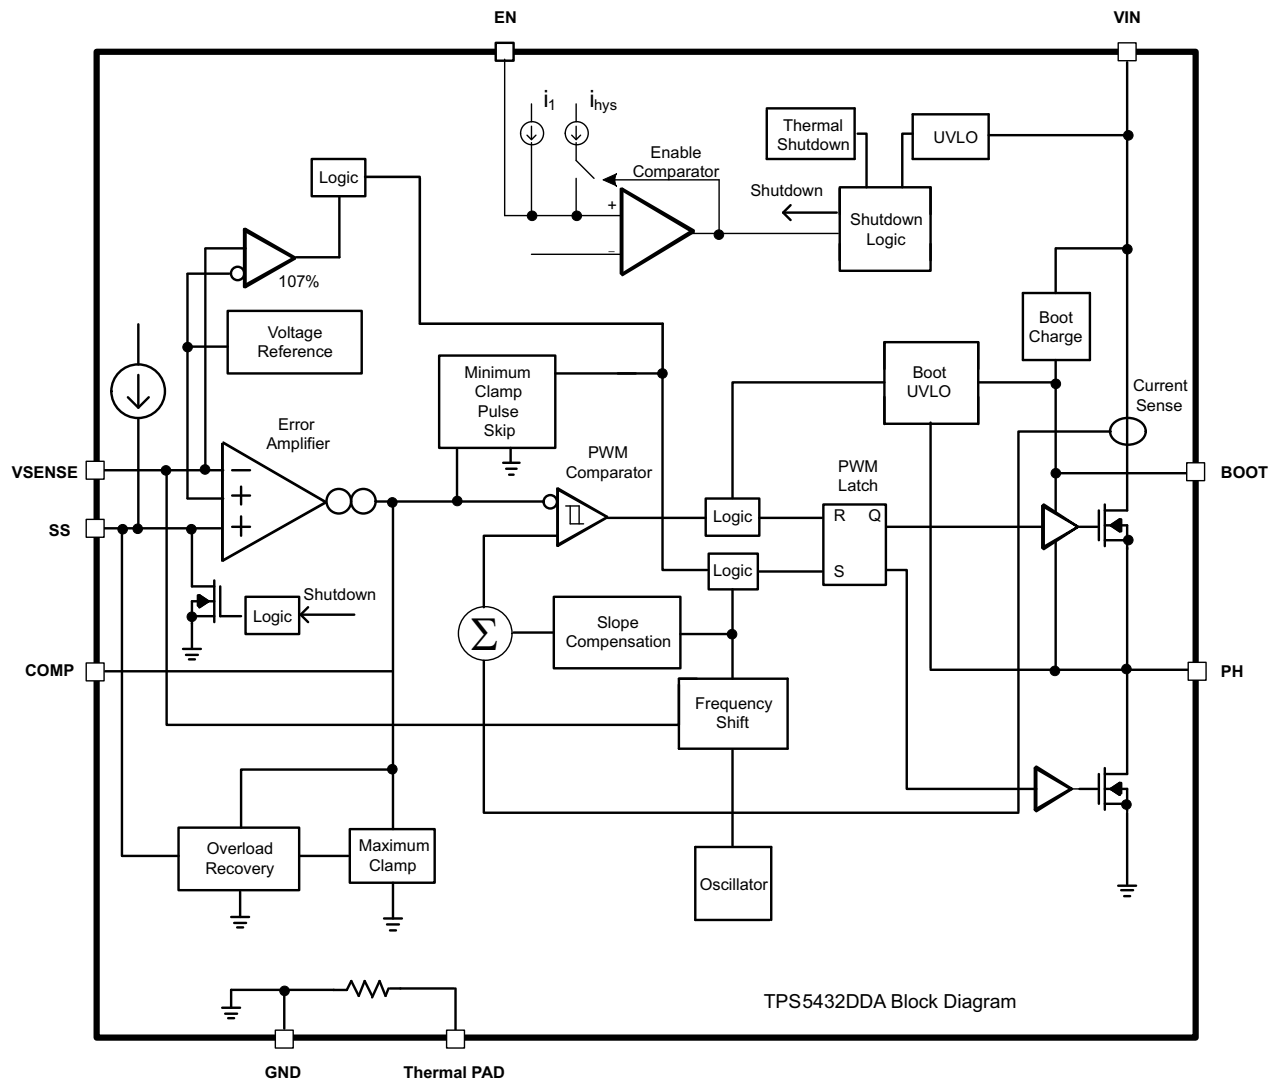 EN
VIN
i1
ihys
Thermal
Shutdown
UVLO
Enable
Comparator
Logic
Shutdown
+
−
Shutdown
Logic
107%
Voltage
Reference
Boot
Charge
Minimum
Clamp
Pulse
Skip
Boot
UVLO
Current
Sense
Error
Amplifier
PWM
Comparator
PWM
Latch
VSENSE
−
+
+
SS
BOOT
Logic
R Q
S
Logic
Shutdown
Logic
Σ
Slope
Compensation
COMP
PH
Frequency
Shift
Overload
Recovery
Maximum
Clamp
Oscillator
TPS5432DDA Block Diagram
GND
Thermal PAD